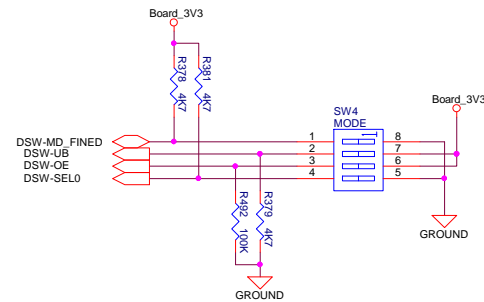 Board_3V3
R378
4K7
R381
4K7
Board_3V3
SW4
MODE
DSW-MD_FINED
1
8
DSW-UB
2
7
DSW-OE
3
6
DSW-SEL0
4
5
1
R492
100K
R379
4K7
GROUND
GROUND